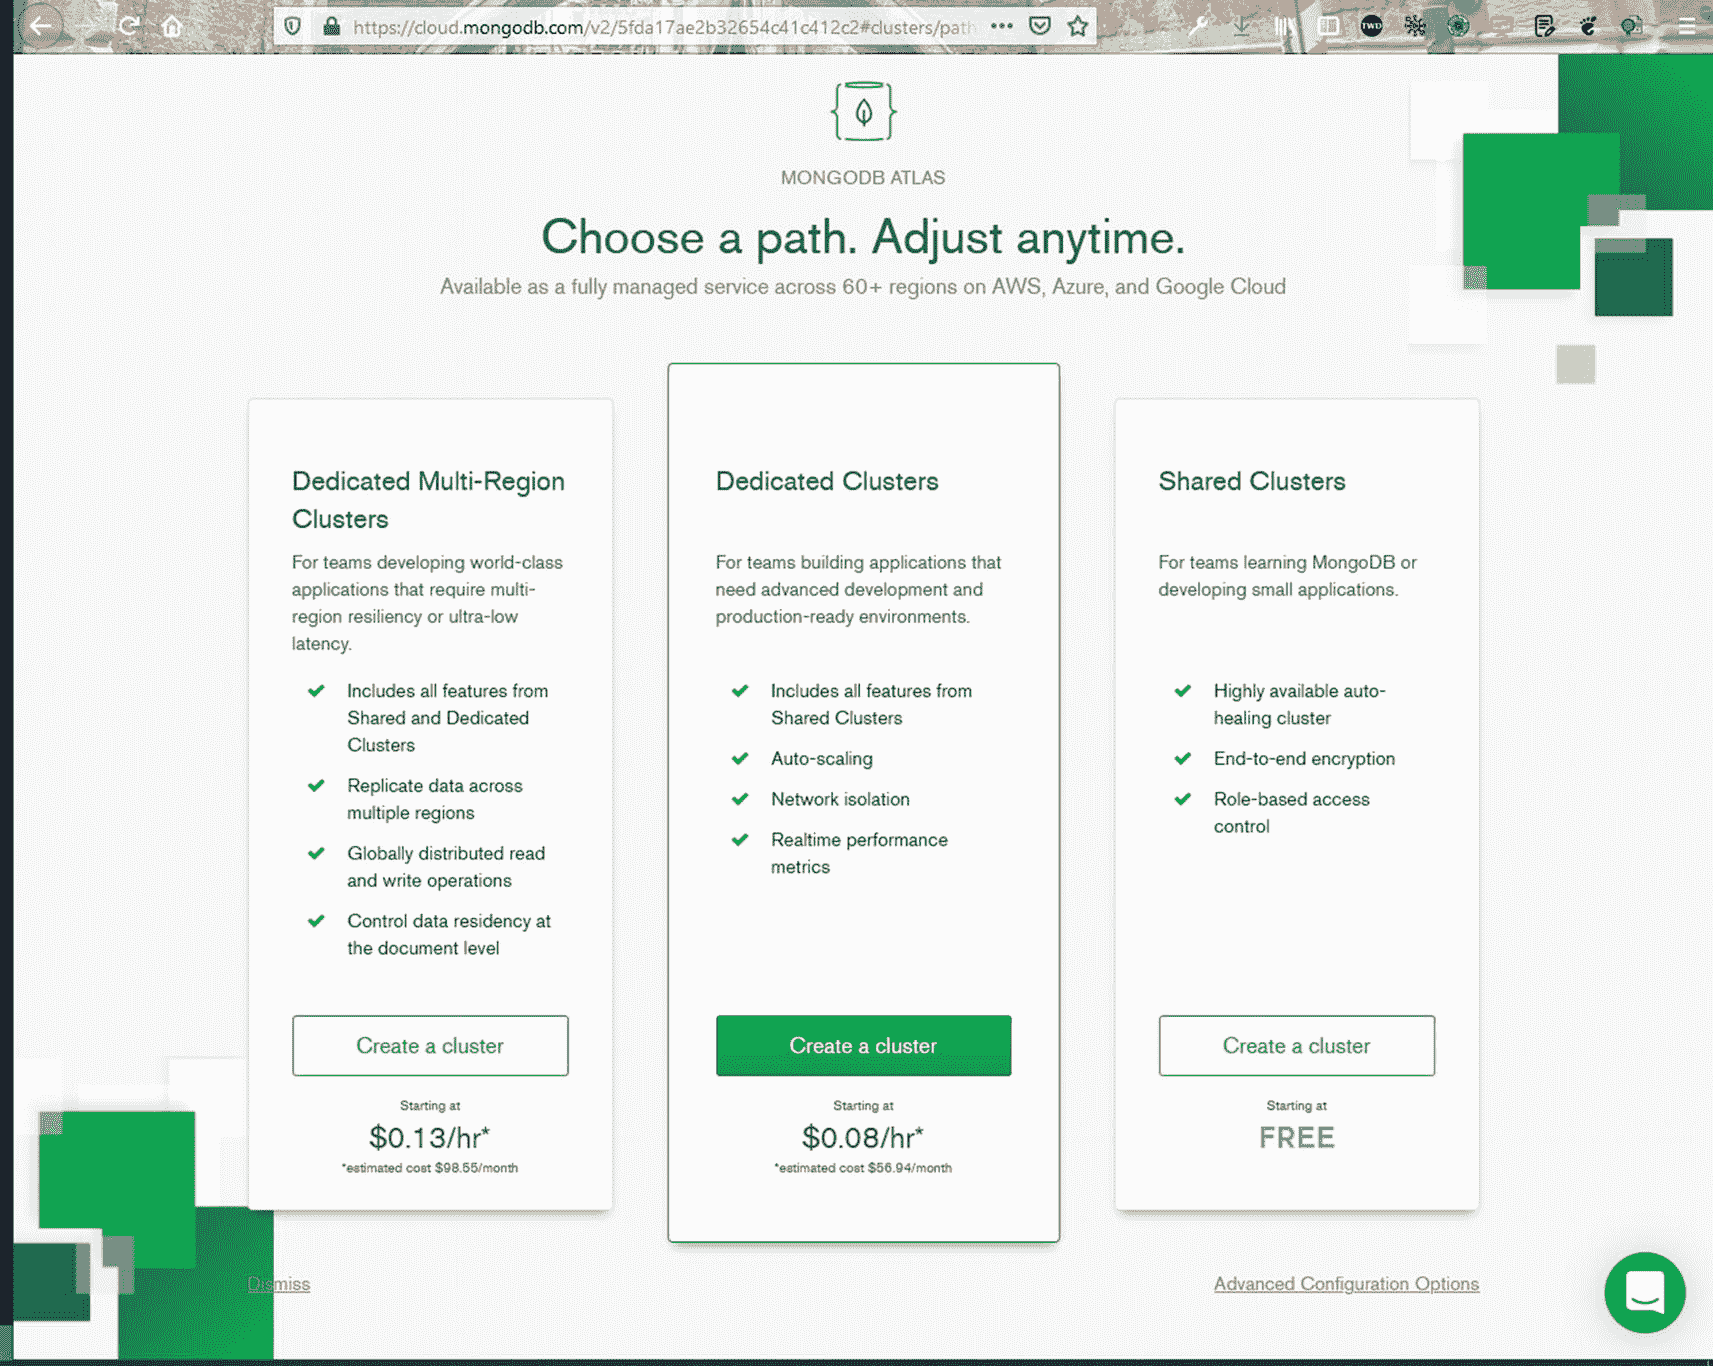 https://cloud.mongodb.com/v2/5fda17ae2b32654c41c412c2#clusters/path
TWD
MONGODB ATLAS
Choose a path. Adjust anytime.
Available as a fully managed service across 60+ regions on AWS, Azure, and Google Cloud
Dedicated Multi-Region
Clusters
For teams developing world-class
applications that require multi-
region resiliency or ultra-low
latency.
Includes all features from
Shared and Dedicated
Clusters
Replicate data across
multiple regions
Globally distributed read
and write operations
Control data residency at
the document level
Create a cluster
Starting at
$0.13/hr*
*estimated cost $98.55/month
Dedicated Clusters
For teams building applications that
need advanced development and
production-ready environments.
Includes all features from
Shared Clusters
Auto-scaling
Network isolation
Realtime performance
metrics
Create a cluster
Starting at
$0.08/hr*
*estimated cost $56.94/month
Shared Clusters
For teams learning MongoDB or
developing small applications.
Highly available auto-
healing cluster
End-to-end encryption
Role-based access
control
Create a cluster
Starting at
FREE
Dismiss
Advanced Configuration Options